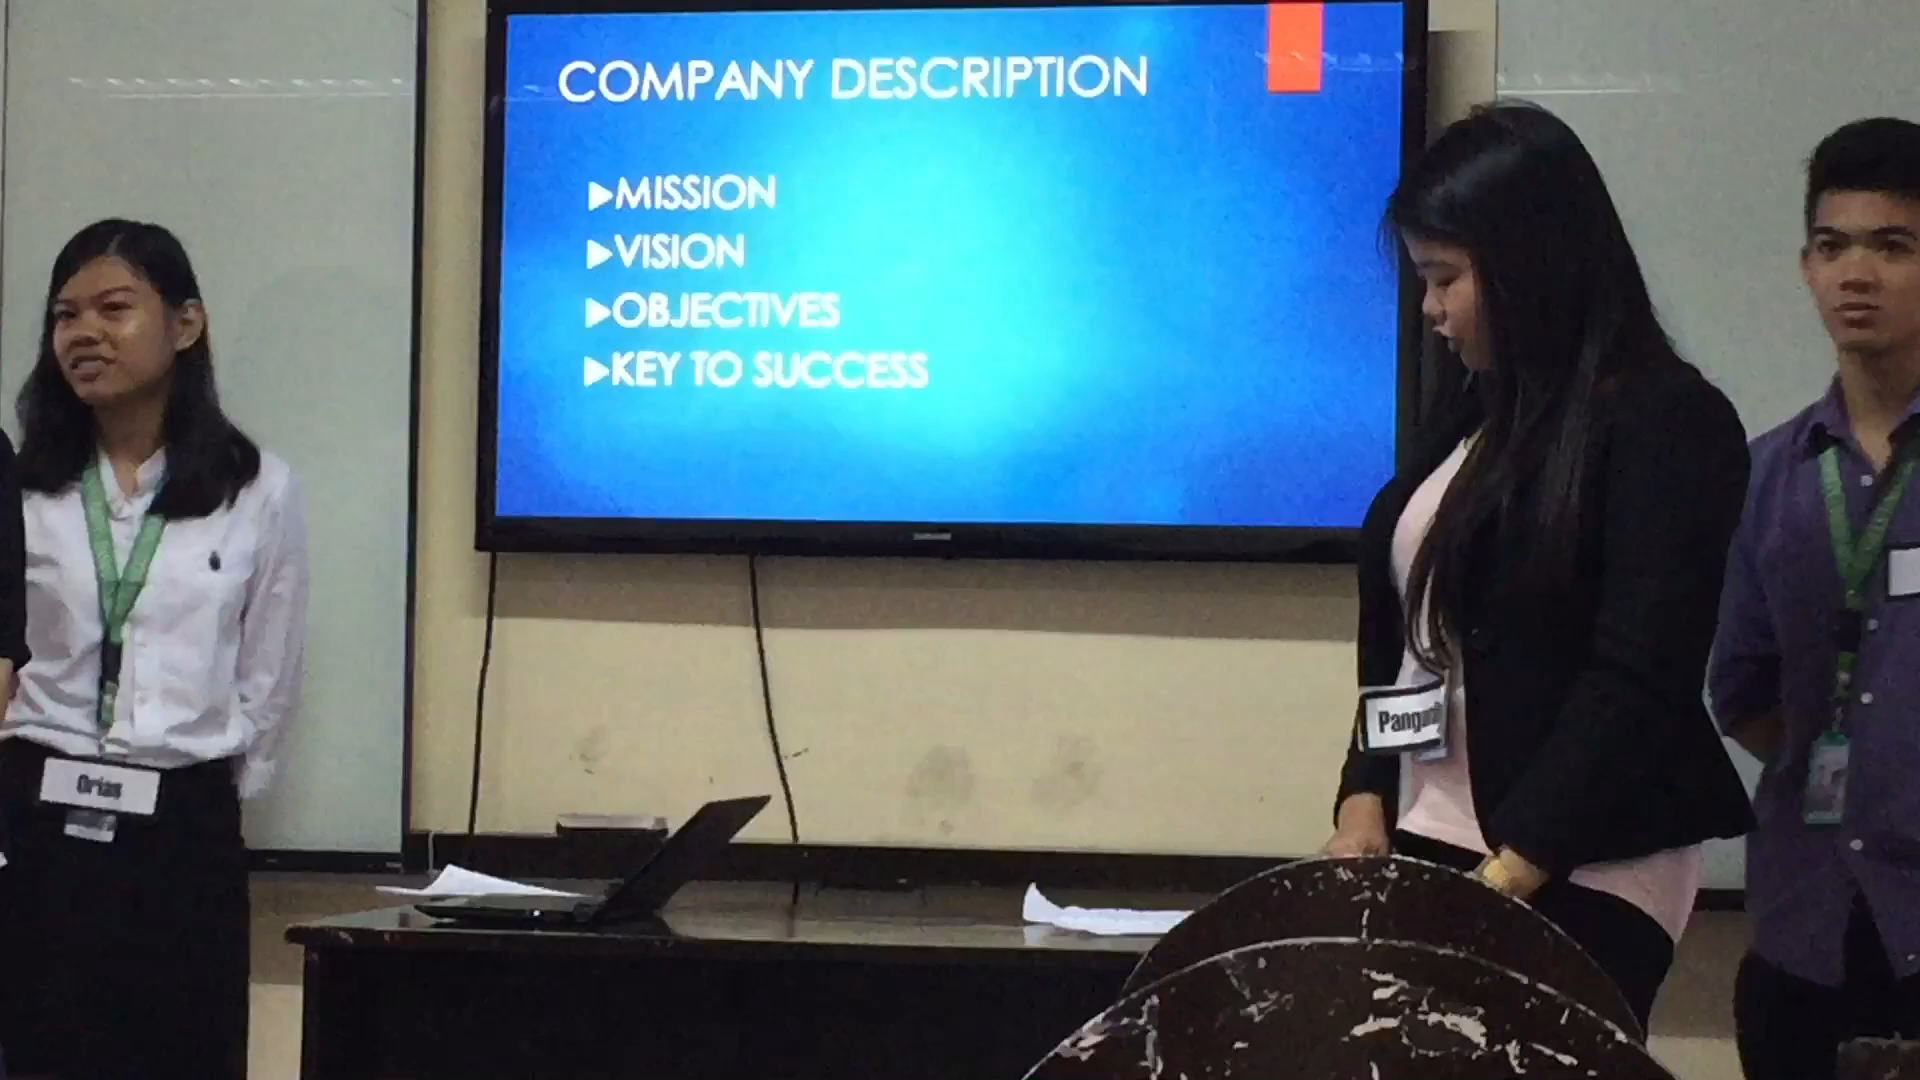 COMPANY DESCRIPTION
▶MISSION
▶VISION
▶OBJECTIVES
▶KEY TO SUCCESS
Orias